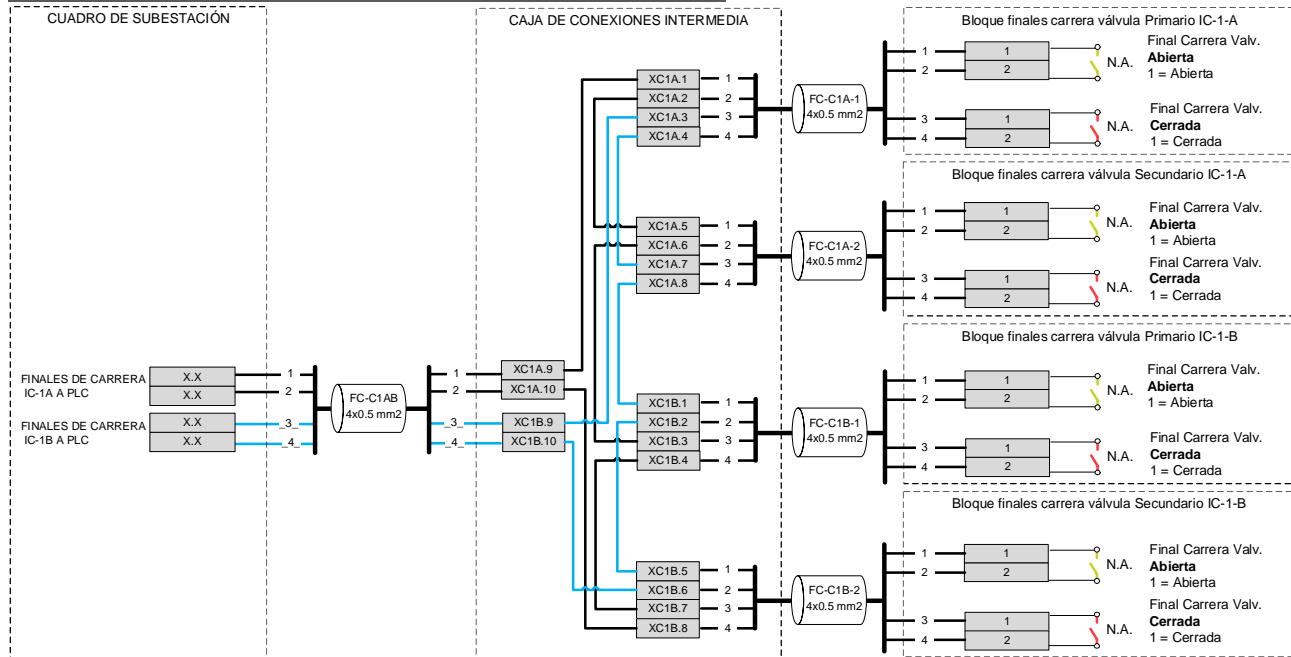 CUADRO DE SUBESTACIÓN
FINALES DE CARRERA
IC-1A A PLC
X.X
X.X
1
2
FINALES DE CARRERA
IC-1B A PLC
X.X
X.X
_3_
_4_
FC-C1AB
4x0.5 mm2
CAJA DE CONEXIONES INTERMEDIA
1
2
_3_
_4_
XC1A.9
XC1A.10
XC1B.9
XC1B.10
XC1A.1 1
XC1A.2 2
XC1A.3 3
XC1A.4 4
XC1A.5 1
XC1A.6 2
XC1A.7 3
XC1A.8 4
XC1B.1 1
XC1B.2 2
XC1B.3 3
XC1B.4 4
XC1B.5 1
XC1B.6 2
XC1B.7 3
XC1B.8 4
FC-C1A-1
4x0.5 mm2
FC-C1A-2
4x0.5 mm2
FC-C1B-1
4x0.5 mm2
FC-C1B-2
4x0.5 mm2
Bloque finales carrera válvula Primario IC-1-A
1 1
2 2
N.A.
Final Carrera Valv.
Abierta
1 = Abierta
3 1
4 2
N.A.
Final Carrera Valv.
Cerrada
1 = Cerrada
Bloque finales carrera válvula Secundario IC-1-A
1 1
2 2
N.A.
Final Carrera Valv.
Abierta
1 = Abierta
3 1
4 2
N.A.
Final Carrera Valv.
Cerrada
1 = Cerrada
Bloque finales carrera válvula Primario IC-1-B
1 1
2 2
N.A.
Final Carrera Valv.
Abierta
1 = Abierta
3 1
4 2
N.A.
Final Carrera Valv.
Cerrada
1 = Cerrada
Bloque finales carrera válvula Secundario IC-1-B
1 1
2 2
N.A.
Final Carrera Valv.
Abierta
1 = Abierta
3 1
4 2
N.A.
Final Carrera Valv.
Cerrada
1 = Cerrada